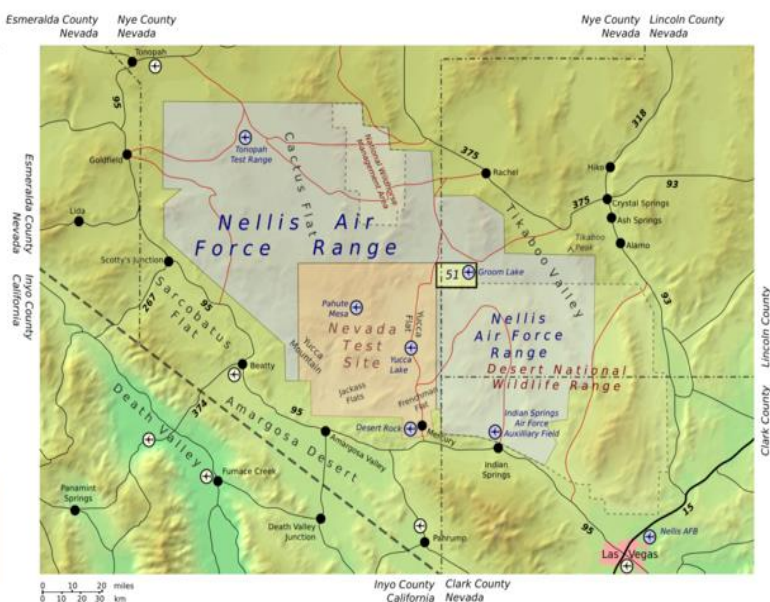 Esmeralda County Nye County
Nevada Nevada
Nye County Lincoln County
Nevada Nevada
Tonopah
95
318
Tonopah
Test Range
Cactus Flat
National Wildhorse
Management Area
Goldfield
375
Rachel
Hiko
93
Esmeralda County
Nevada
375
Crystal Springs
Ash Springs
Lida
Nellis Air
Force Range
Tikaboo Valley
Tikaboo
Peak
Alamo
Scotty's Junction
51
Groom Lake
Inyo County
California
267
95
Sarcobatus
Flat
93
Pahute
Mesa
Yucca
Flat
Nevada
Test
Site
Nellis
Air Force
Range
Lincoln County
Yucca
Mountain
Yucca
Lake
Desert National
Wildlife Range
Beatty
Jackass
Flats
Frenchman
Flat
374
Death Valley
Amargosa Desert
95
Indian Springs
Air Force
Auxilliary Field
Clark County
Desert Rock
Mercury
Amargosa Valley
Indian
Springs
Furnace Creek
Panamint
Springs
15
Death Valley
Junction
95
Nellis AFB
Pahrump
Las Vegas
0 10 20 miles
0 10 20 30 km
Inyo County Clark County
California Nevada